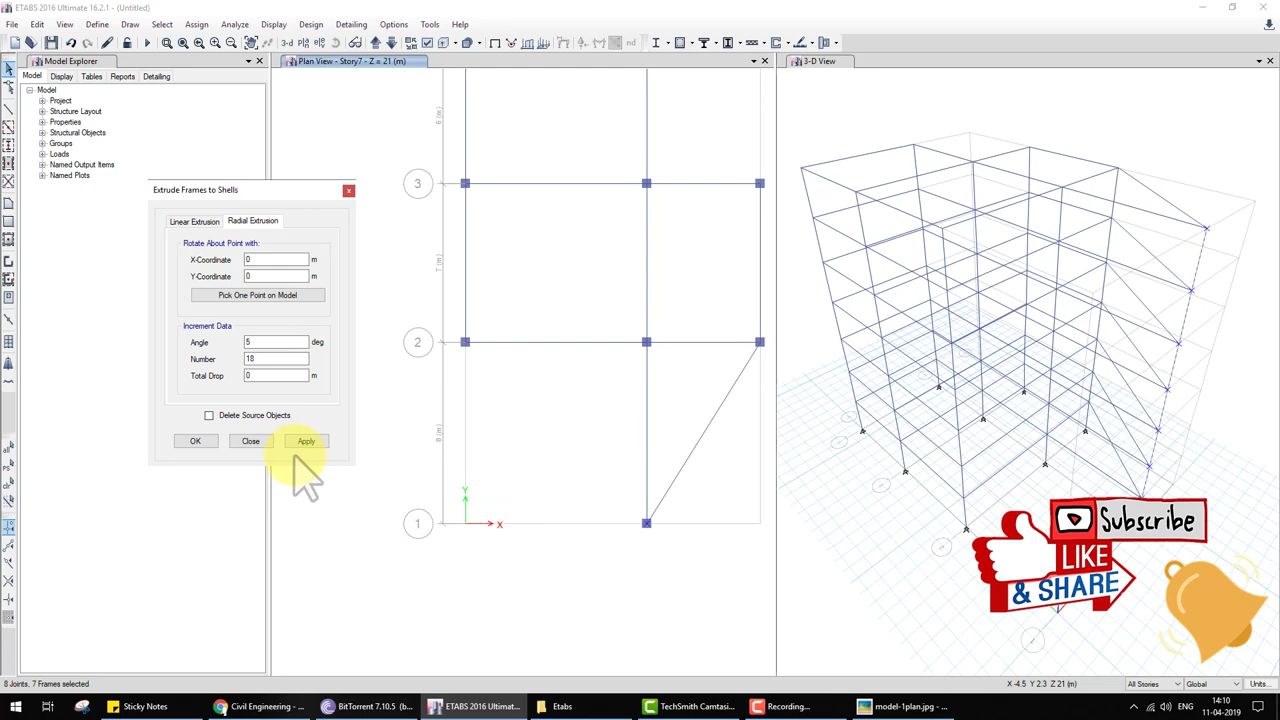 ETABS 2016 Ultimate 16.2.1 - (Untitled)
File Edit View Define Draw Select Assign Analyze Display Design Detailing Options Tools Help
3-d
nd
Model Explorer
Plan View - Story7 - Z = 21 (m)
3-D View
Model Display Tables Reports Detailing
Model
Project
Structure Layout
Properties
Structural Objects
Groups
Loads
Named Output Items
Named Plots
Extrude Frames to Shells
Linear Extrusion Radial Extrusion
Rotate About Point with:
X-Coordinate 0 m
Y-Coordinate 0 m
Pick One Point on Model
Increment Data
Angle 5 deg
Number 18
Total Drop 0 m
Delete Source Objects
OK Close Apply
6 (m)
3
7 (m)
2
8 (m)
Y
1
X
Subscribe
LIKE
& SHARE
8 Joints, 7 Frames selected
X -4.5 Y 2.3 Z 21 (m)
All Stories
Global
Units...
Sticky Notes
Civil Engineering - ...
BitTorrent 7.10.5 (b...
ETABS 2016 Ultimat...
Etabs
TechSmith Camtasi...
Recording...
model-1plan.jpg - ...
14:10
11-04-2019